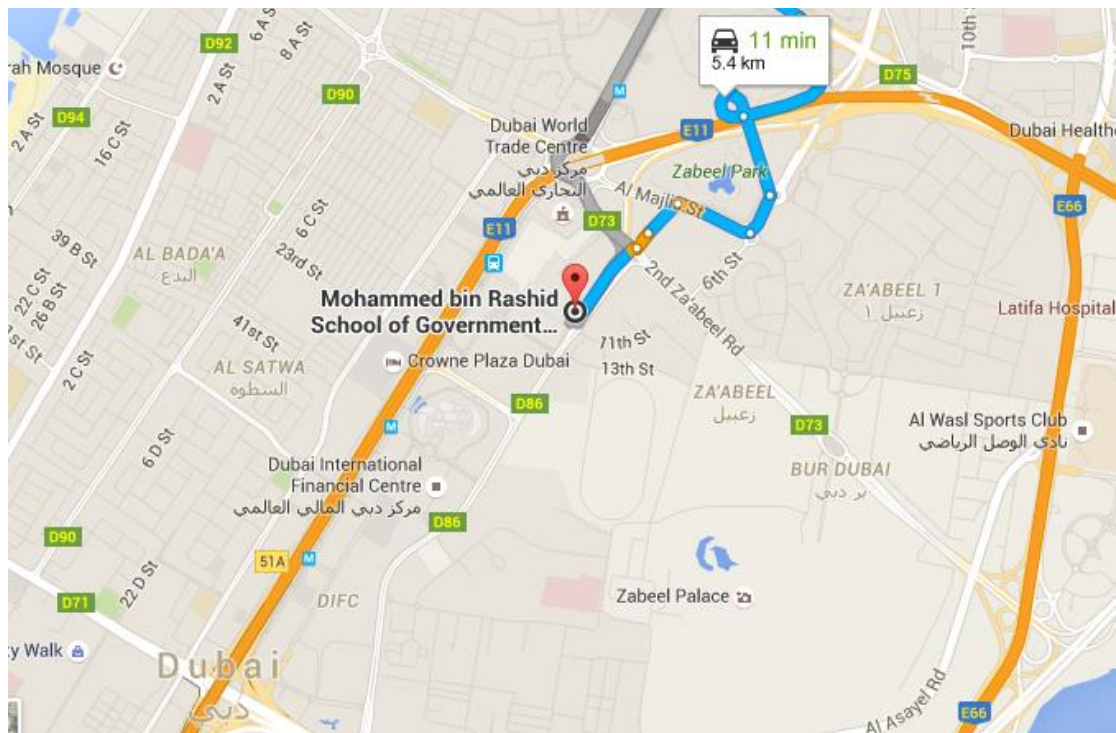 D92
6 A St
8 A St
rah Mosque
2 A St
D90
D94
2 A St
16 C St
11 min
5.4 km
10th St
D75
Dubai World
Trade Centre
مركز دبي
التجاري العالمي
E11
Dubai Healthc
Zabeel Park
Al Majlis St
D73
E66
6 C St
E11
39 B St
AL BADA'A
البدع
23rd St
22 C St
26 B St
2nd Za'abeel Rd
6th St
ZA'ABEEL 1
زعبيل ١
Latifa Hospital
Mohammed bin Rashid
School of Government...
41st St
2 C St
AL SATWA
السطوه
Crowne Plaza Dubai
11th St
13th St
ZA'ABEEL
زعبيل
D86
D73
Al Wasl Sports Club
نادي الوصل الرياضي
6 D St
Dubai International
Financial Centre
مركز دبي المالي العالمي
BUR DUBAI
بر دبي
D86
D90
51A
22 D St
DIFC
D71
Zabeel Palace
ty Walk
Dubai
دبي
Al Asayel Rd
E66